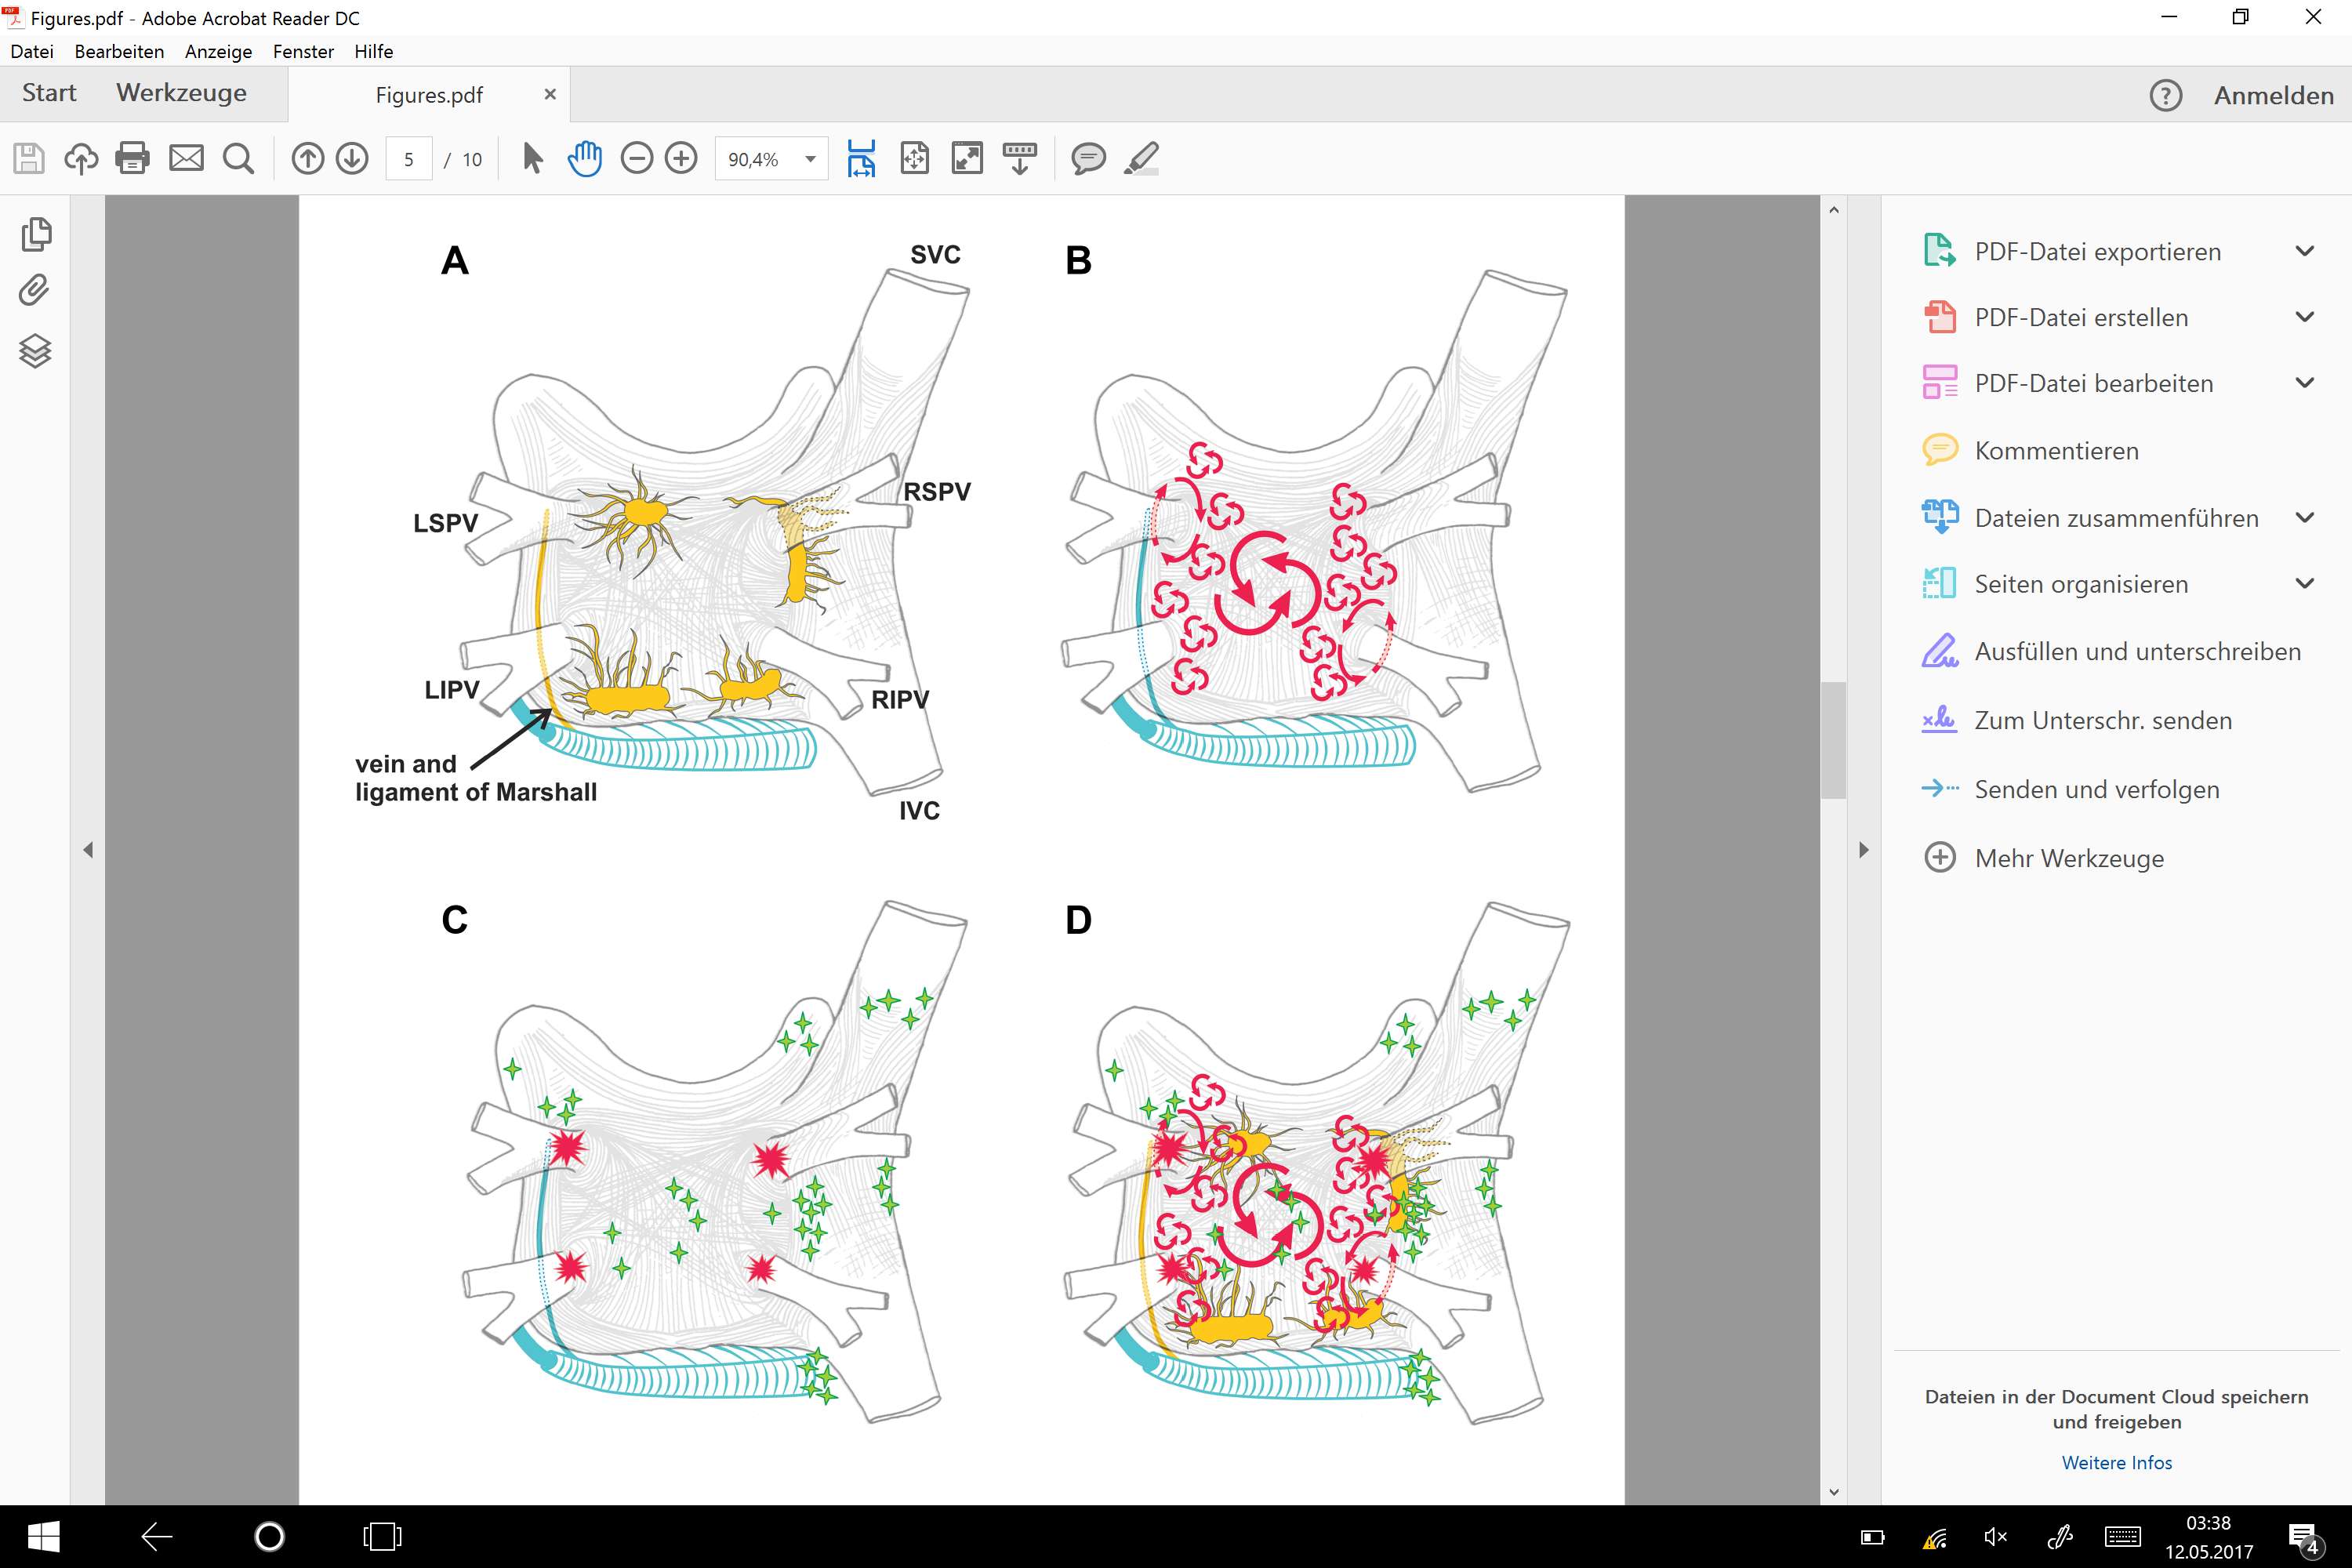 Figures.pdf - Adobe Acrobat Reader DC
Datei Bearbeiten Anzeige Fenster Hilfe
Start Werkzeuge Figures.pdf Anmelden
5 / 10 90,4%
A
SVC
RSPV
LSPV
LIPV
RIPV
vein and
ligament of Marshall
IVC
B
C
D
PDF-Datei exportieren
PDF-Datei erstellen
PDF-Datei bearbeiten
Kommentieren
Dateien zusammenführen
Seiten organisieren
Ausfüllen und unterschreiben
Zum Unterschr. senden
Senden und verfolgen
Mehr Werkzeuge
Dateien in der Document Cloud speichern
und freigeben
Weitere Infos
03:38
12.05.2017
4